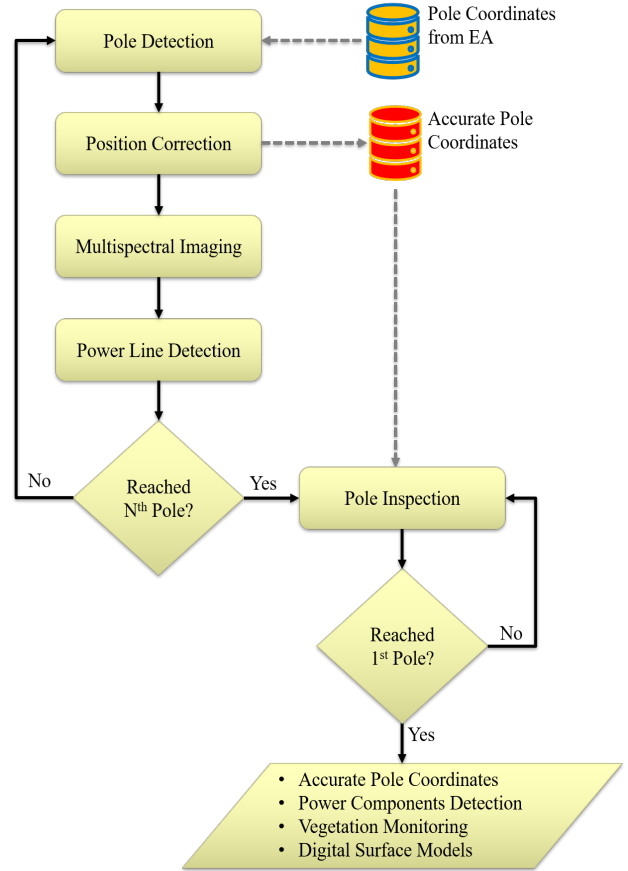 Pole Detection
Pole Coordinates
from EA
Position Correction
Accurate Pole
Coordinates
Multispectral Imaging
Power Line Detection
No
Reached
Nth Pole?
Yes
Pole Inspection
Reached
1st Pole?
No
Yes
• Accurate Pole Coordinates
• Power Components Detection
• Vegetation Monitoring
• Digital Surface Models